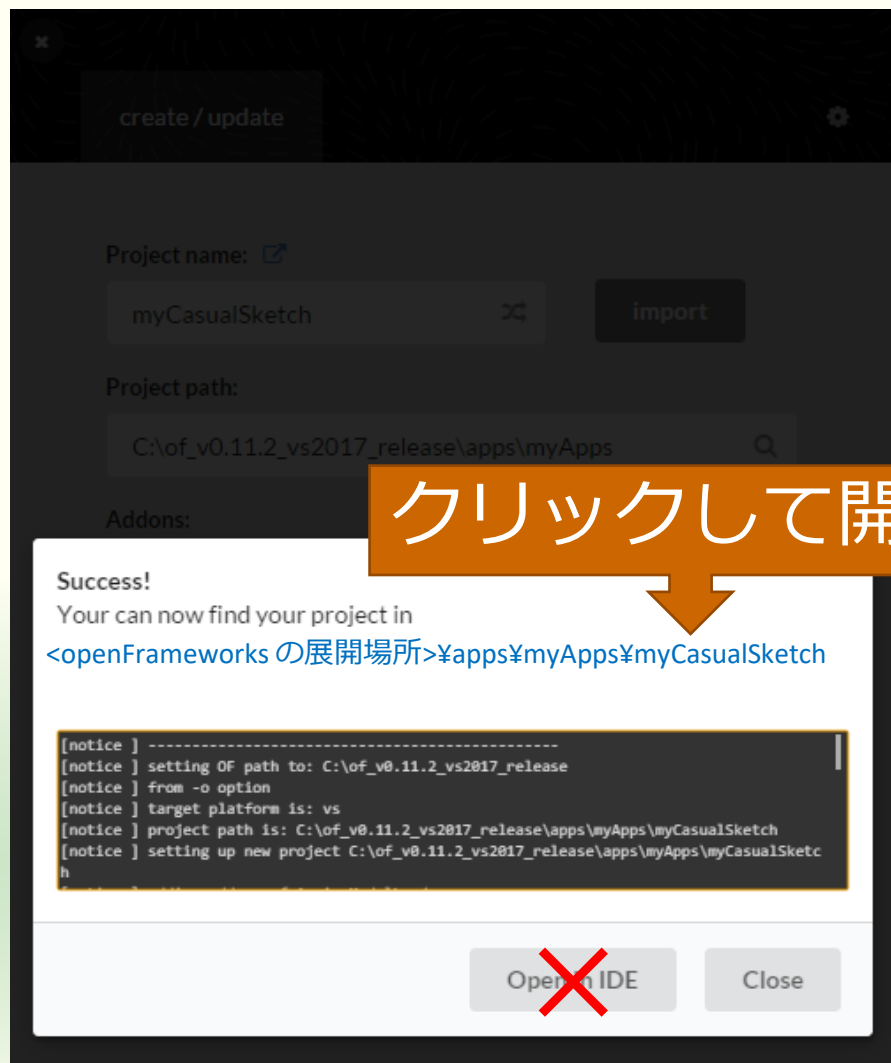 create / update
Project name:
myCasualSketch
import
Project path:
C:\of_v0.11.2_vs2017_release\apps\myApps
クリックして開
Addons:
Success!
Your can now find your project in
<openFrameworks の展開場所>¥apps¥myApps¥myCasualSketch
[notice ] --------------------------------------------------
[notice ] setting OF path to: C:\of_v0.11.2_vs2017_release
[notice ] from -o option
[notice ] target platform is: vs
[notice ] project path is: C:\of_v0.11.2_vs2017_release\apps\myApps\myCasualSketch
[notice ] setting up new project C:\of_v0.11.2_vs2017_release\apps\myApps\myCasualSketc
h
Open in IDE
Close